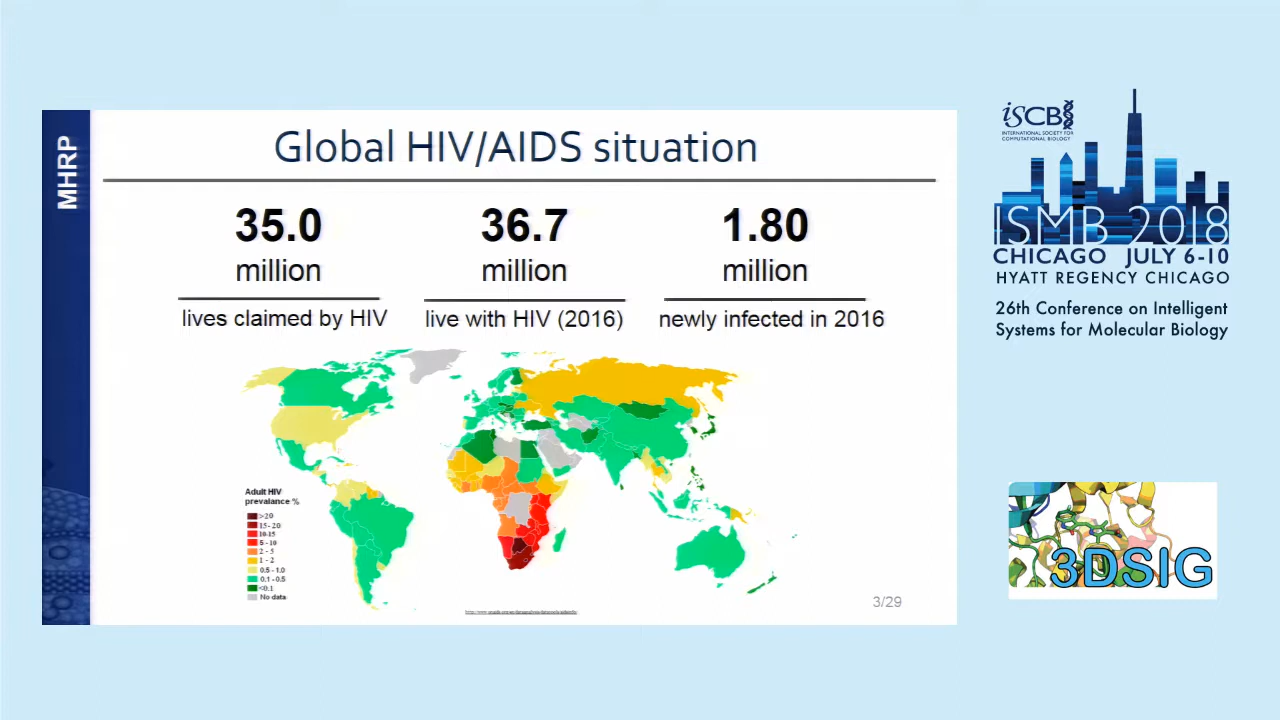 MHRP
Global HIV/AIDS situation
35.0
million
lives claimed by HIV
36.7
million
live with HIV (2016)
1.80
million
newly infected in 2016
Adult HIV
prevalance %
>20
15 - 20
10-15
5 - 10
2 - 5
1 - 2
0.5 - 1.0
0.1 -0.5
<0.1
No data
3/29
iSCB
INTERNATIONAL SOCIETY FOR
COMPUTATIONAL BIOLOGY
ISMB 2018
CHICAGO JULY 6-10
HYATT REGENCY CHICAGO
26th Conference on Intelligent
Systems for Molecular Biology
3DSIG